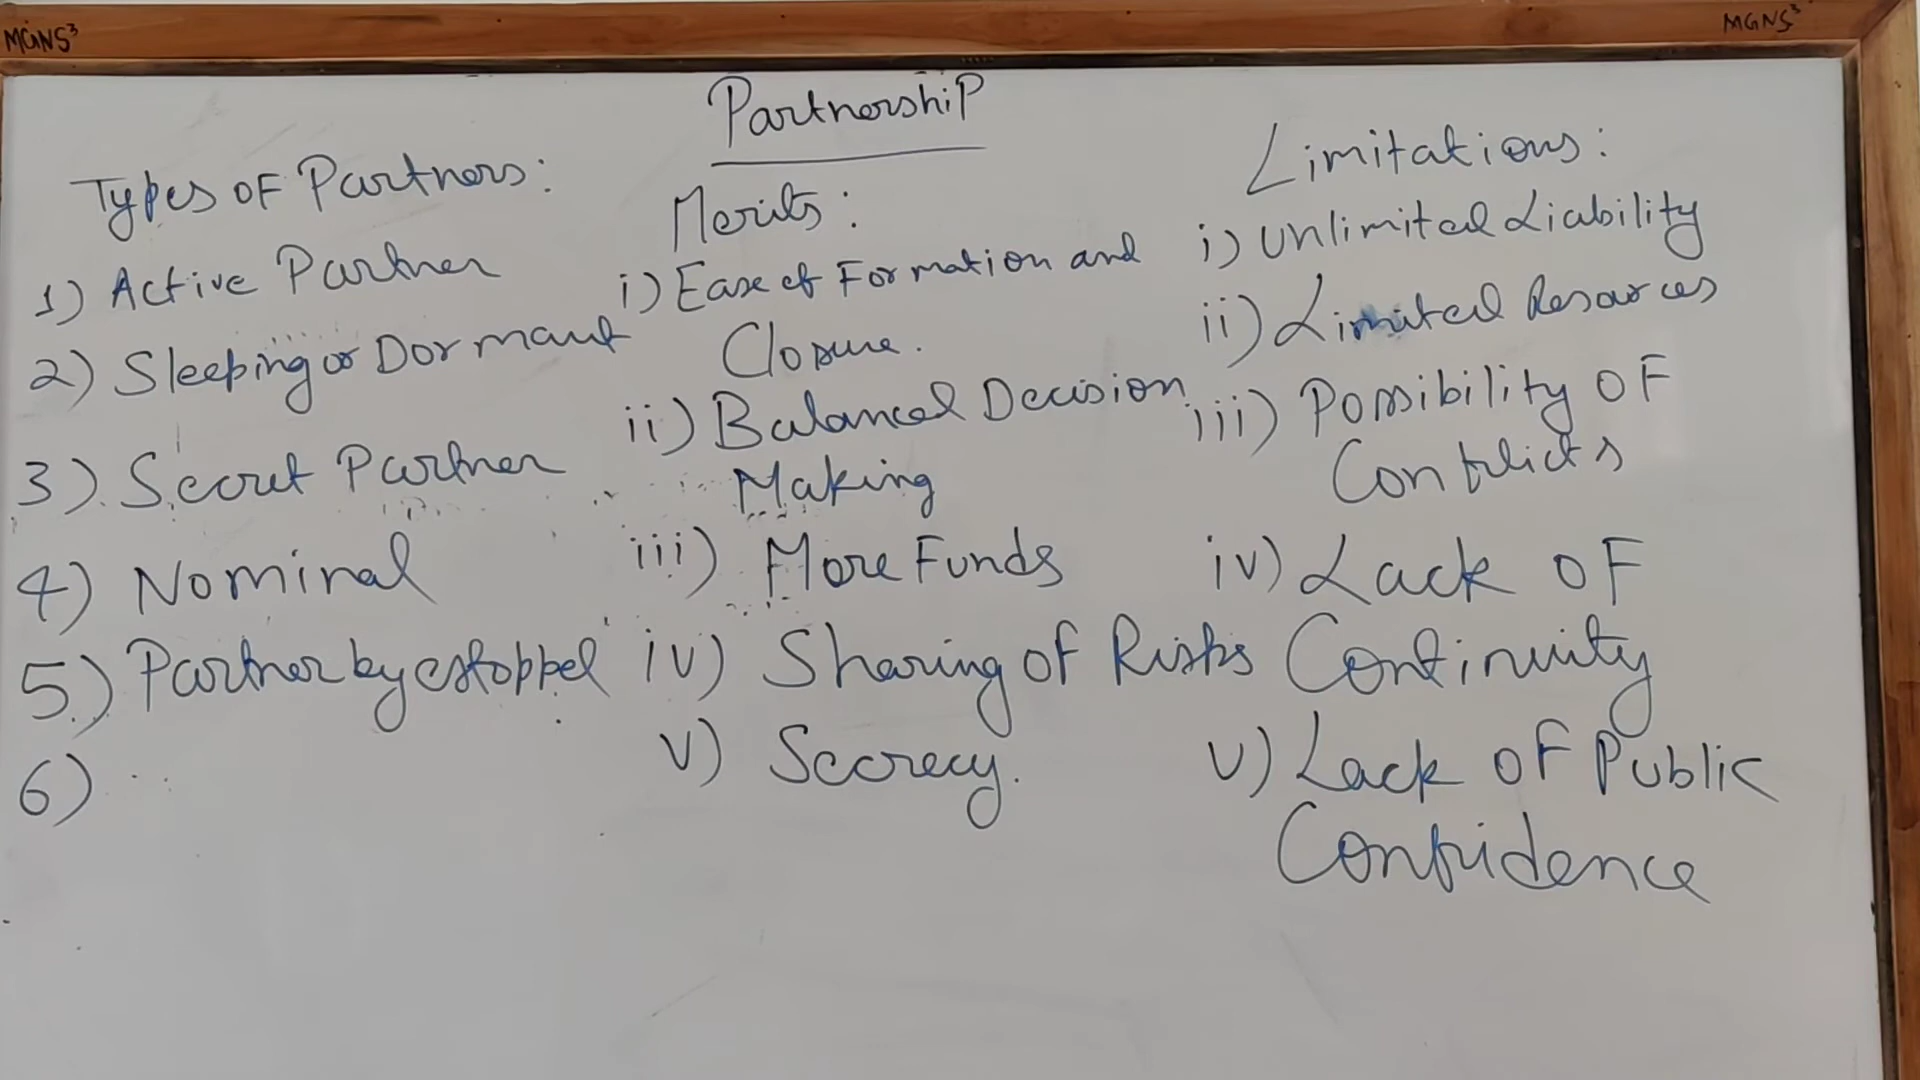 MGNS³
MGNS³
Partnership
Types of Partners:
1) Active Partner
2) Sleeping or Dormant
3) Secret Partner
4) Nominal
5) Partner by estoppel
6)
Merits:
i) Ease of Formation and
Closure.
ii) Balanced Decision
Making
iii) More Funds
iv) Sharing of Risks
v) Secrecy.
Limitations:
i) Unlimited Liability
ii) Limited Resources
iii) Possibility of
Conflicts
iv) Lack of
Continuity
v) Lack of Public
Confidence